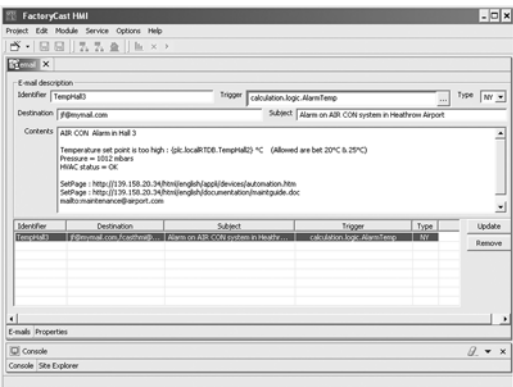 FactoryCast HMI
Project Edit Module Service Options Help
email
E-mail description
Identifier TempHall3 Trigger calculation.logic.AlarmTemp ... Type NY
Destination jf@mymail.com Subject Alarm on AIR CON system in Heathrow Airport
Contents AIR CON Alarm in Hall 3
Temperature set point is too high : {plc.localRTDB.TempHall2} °C (Allowed are bet 20°C & 25°C)
Pressure = 1012 mbars
HVAC status = OK
SetPage : http://139.158.20.34/html/english/appli/devices/automation.htm
SetPage : http://139.158.20.34/html/english/documentation/maintguide.doc
mailto:maintenance@airport.com
Identifier Destination Subject Trigger Type Update
TempHall3 jf@mymail.com,/casthmi@... Alarm on AIR CON system in Heathr... calculation.logic.AlarmTemp NY
Remove
E-mails Properties
Console
Console Site Explorer